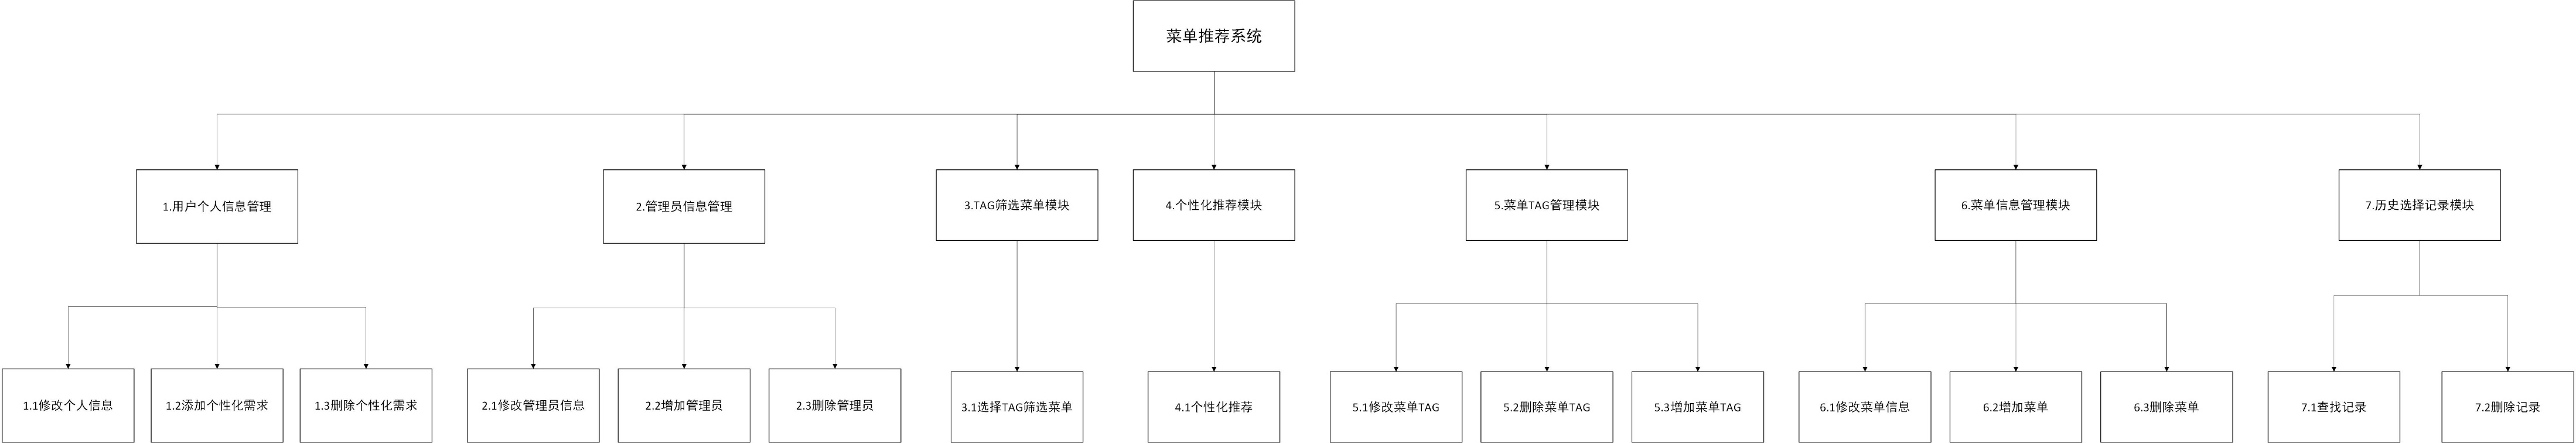 菜单推荐系统
1.用户个人信息管理
2.管理员信息管理
3.TAG筛选菜单模块
4.个性化推荐模块
5.菜单TAG管理模块
6.菜单信息管理模块
7.历史选择记录模块
1.1修改个人信息
1.2添加个性化需求
1.3删除个性化需求
2.1修改管理员信息
2.2增加管理员
2.3删除管理员
3.1选择TAG筛选菜单
4.1个性化推荐
5.1修改菜单TAG
5.2删除菜单TAG
5.3增加菜单TAG
6.1修改菜单信息
6.2增加菜单
6.3删除菜单
7.1查找记录
7.2删除记录